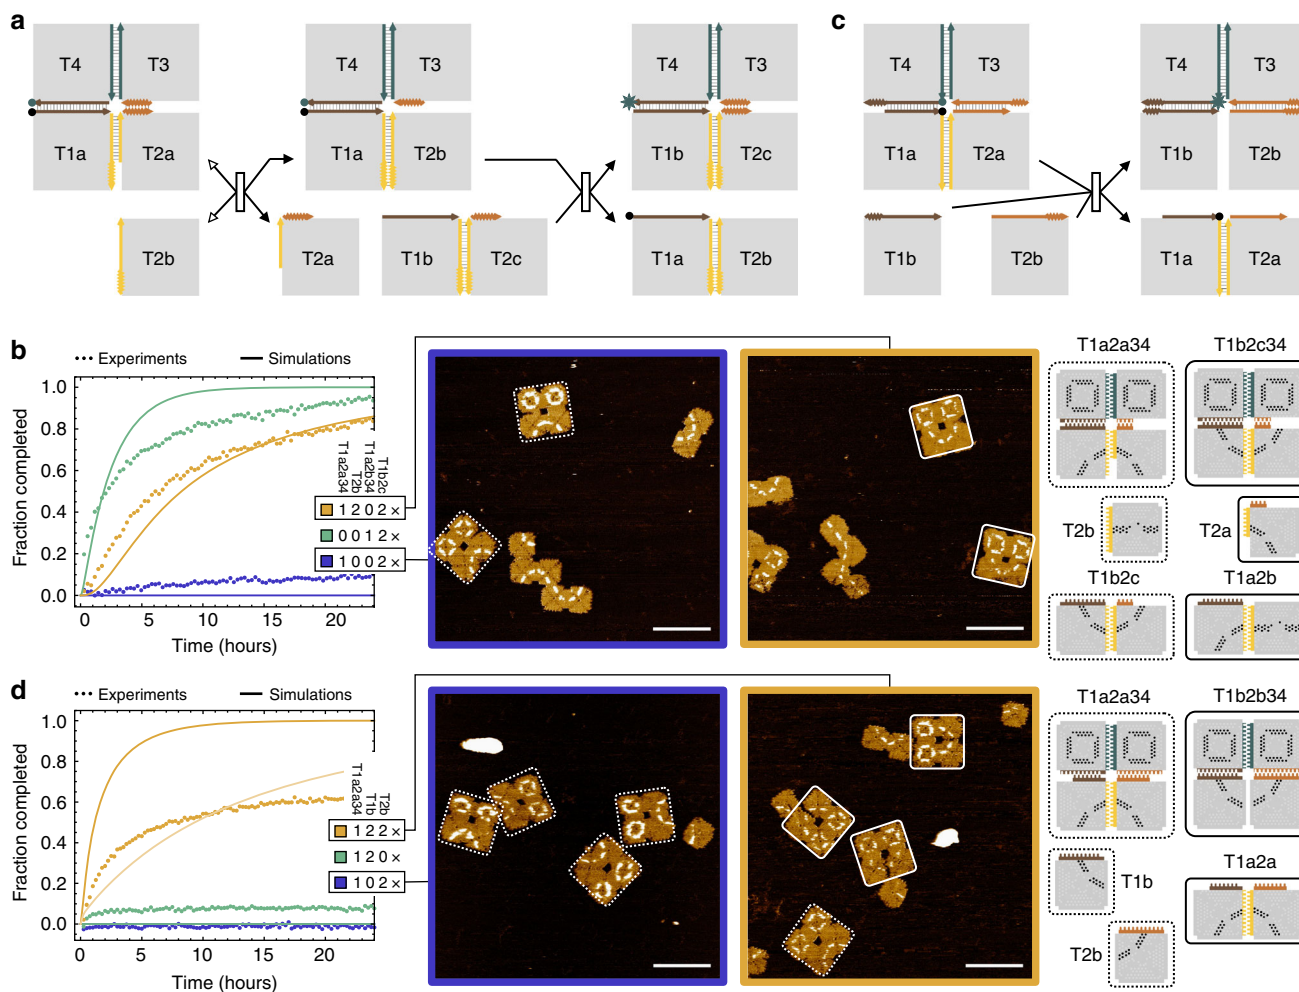 a
c
T4 T3
T4 T3
T4 T3
T4 T3
T4 T3
T1a T2a
T1a T2b
T1b T2c
T1a T2a
T1b T2b
T2b
T2a
T1b T2c
T1a T2b
T1b
T2b
T1a T2a
b
Experiments Simulations
Fraction completed
1.0
0.8
0.6
0.4
0.2
0.0
0 5 10 15 20
Time (hours)
T1a2a34
T2b
T1a2b34
T1b2c
1 2 0 2 ×
0 0 1 2 ×
1 0 0 2 ×
T1a2a34 T1b2c34
T2b T2a
T1b2c T1a2b
d
Experiments Simulations
Fraction completed
1.0
0.8
0.6
0.4
0.2
0.0
0 5 10 15 20
Time (hours)
T1a2a34
T1b
T2b
1 2 2 ×
1 2 0 ×
1 0 2 ×
T1a2a34 T1b2b34
T1b
T1a2a
T2b